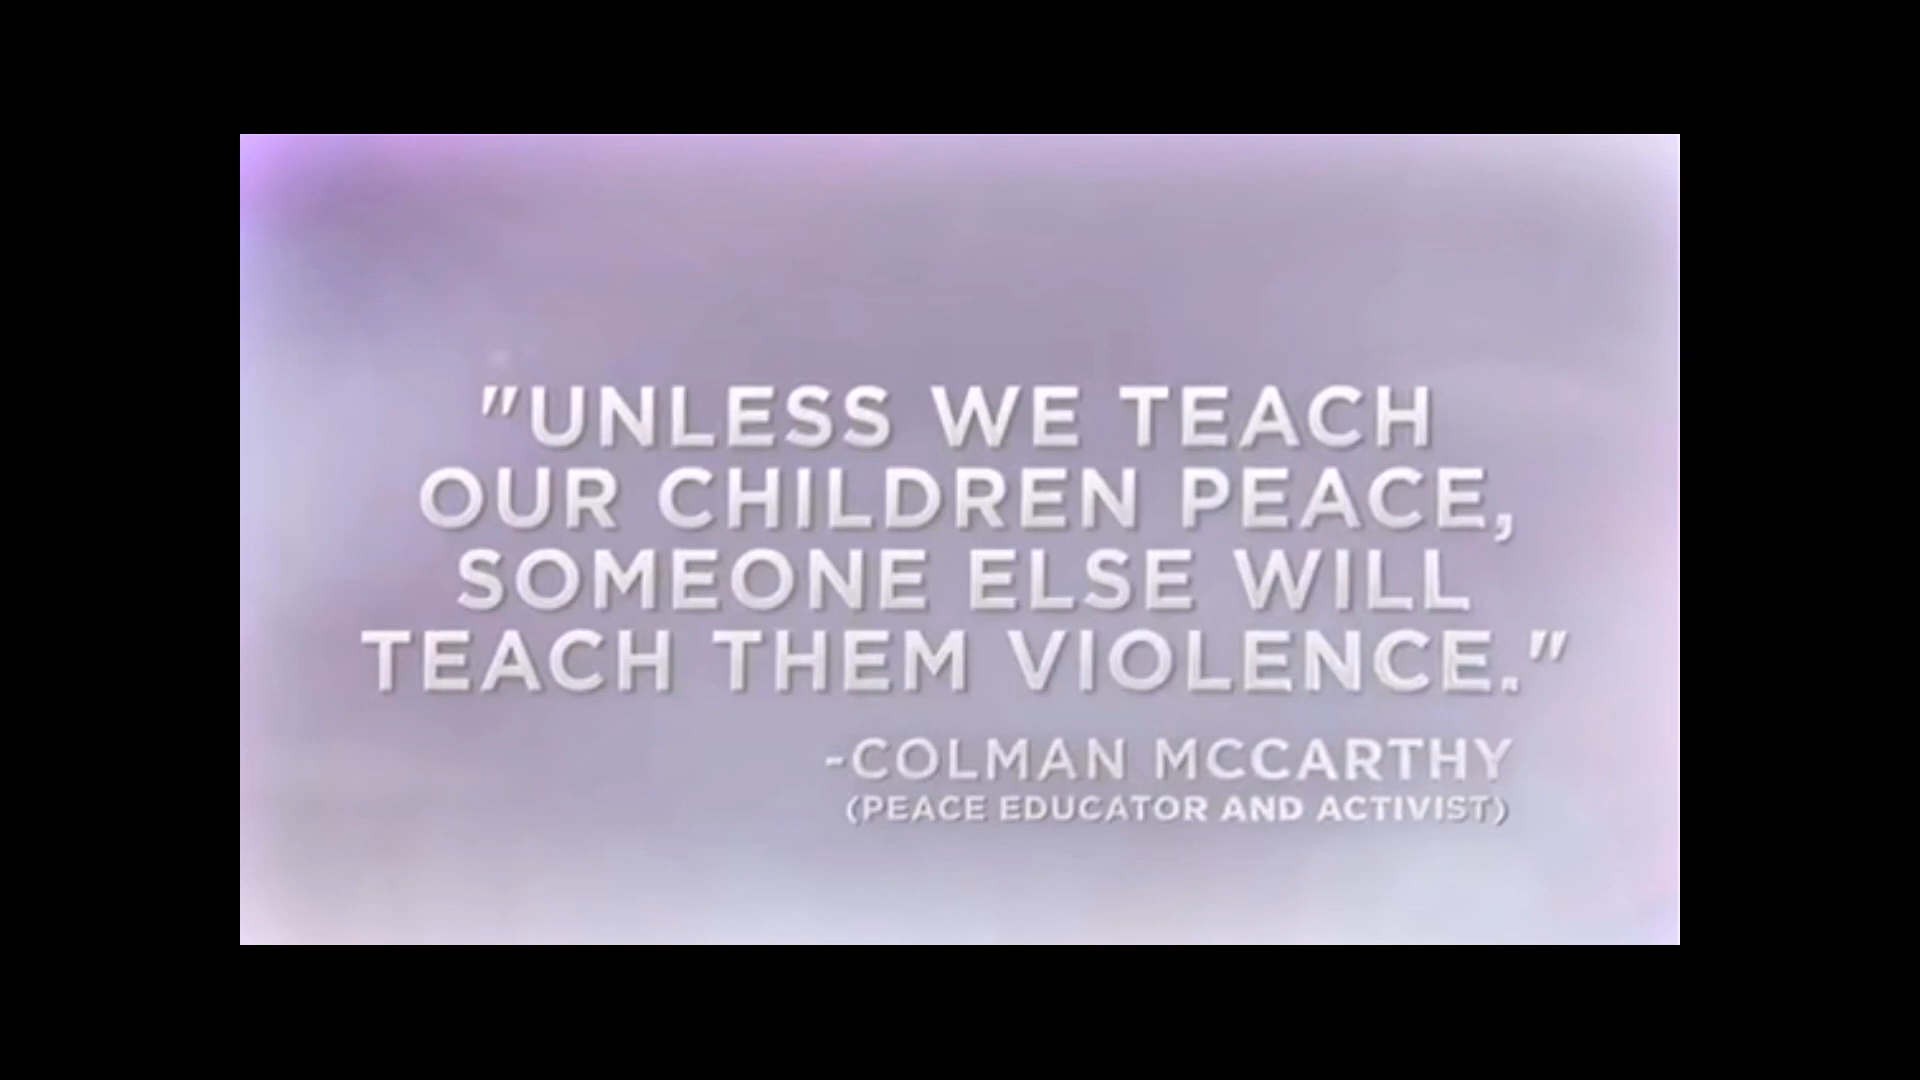 "UNLESS WE TEACH
OUR CHILDREN PEACE,
SOMEONE ELSE WILL
TEACH THEM VIOLENCE."
-COLMAN MCCARTHY
(PEACE EDUCATOR AND ACTIVIST)